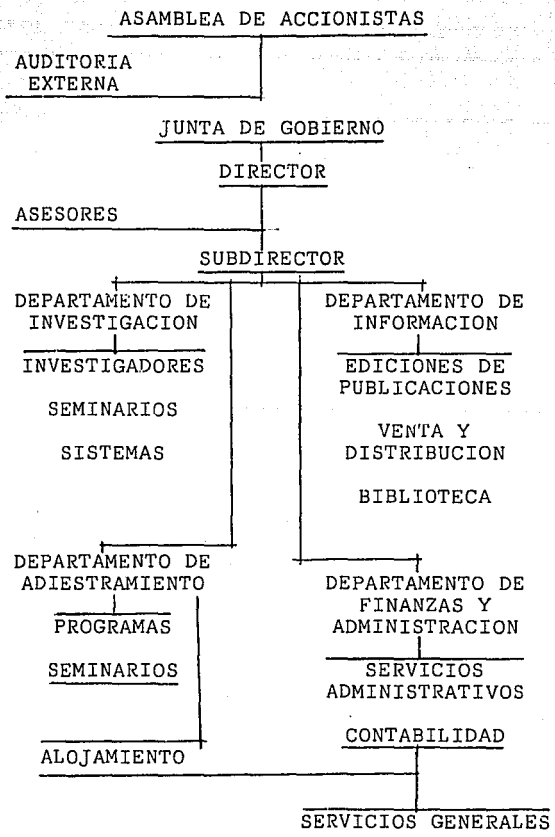 ASAMBLEA DE ACCIONISTAS
AUDITORIA
EXTERNA
JUNTA DE GOBIERNO
DIRECTOR
ASESORES
SUBDIRECTOR
DEPARTAMENTO DE
INVESTIGACION
INVESTIGADORES
SEMINARIOS
SISTEMAS
DEPARTAMENTO DE
INFORMACION
EDICIONES DE
PUBLICACIONES
VENTA Y
DISTRIBUCION
BIBLIOTECA
DEPARTAMENTO DE
ADIESTRAMIENTO
PROGRAMAS
SEMINARIOS
ALOJAMIENTO
DEPARTAMENTO DE
FINANZAS Y
ADMINISTRACION
SERVICIOS
ADMINISTRATIVOS
CONTABILIDAD
SERVICIOS GENERALES